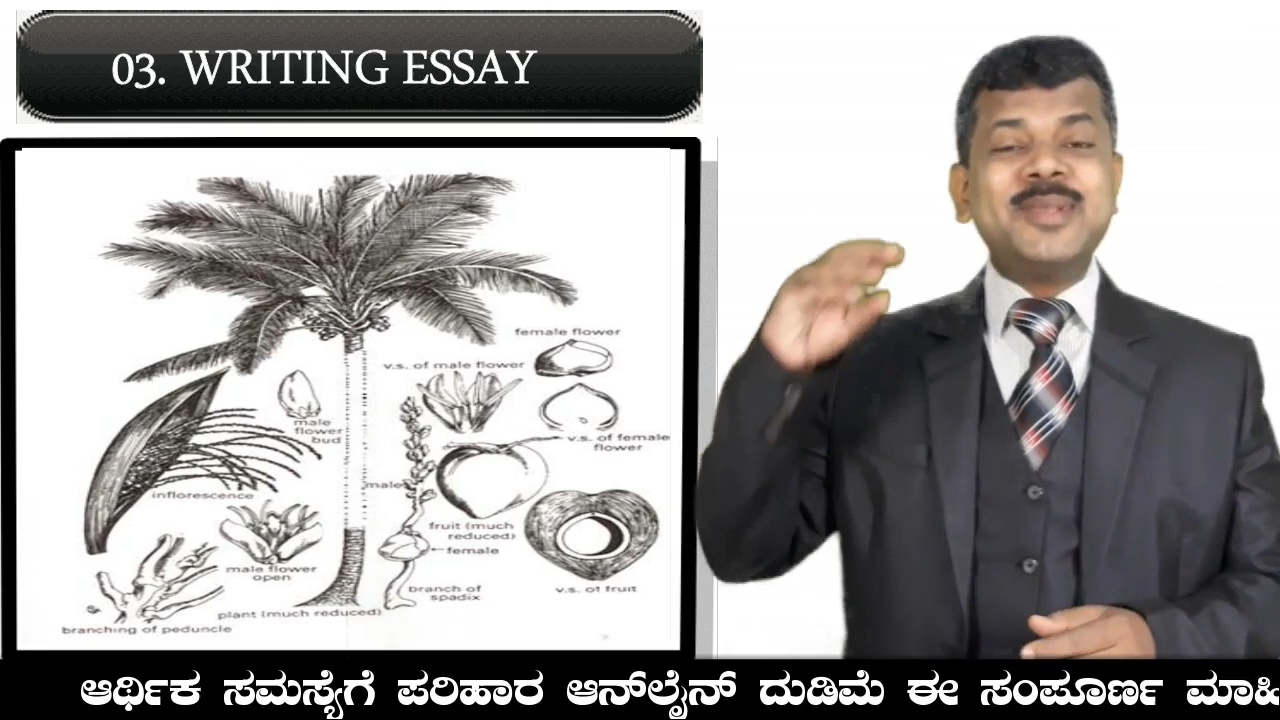 03. WRITING ESSAY
female flower
v.s. of male flower
male
flower
bud
v.s. of female
flower
inflorescence
male
fruit (much
reduced)
female
male flower
open
branch of
spadix
v.s. of fruit
plant (much reduced)
branching of peduncle
ಆರ್ಥಿಕ ಸಮಸ್ಯೆಗೆ ಪರಿಹಾರ ಆನ್‌ಲೈನ್ ದುಡಿಮೆ ಈ ಸಂಪೂರ್ಣ